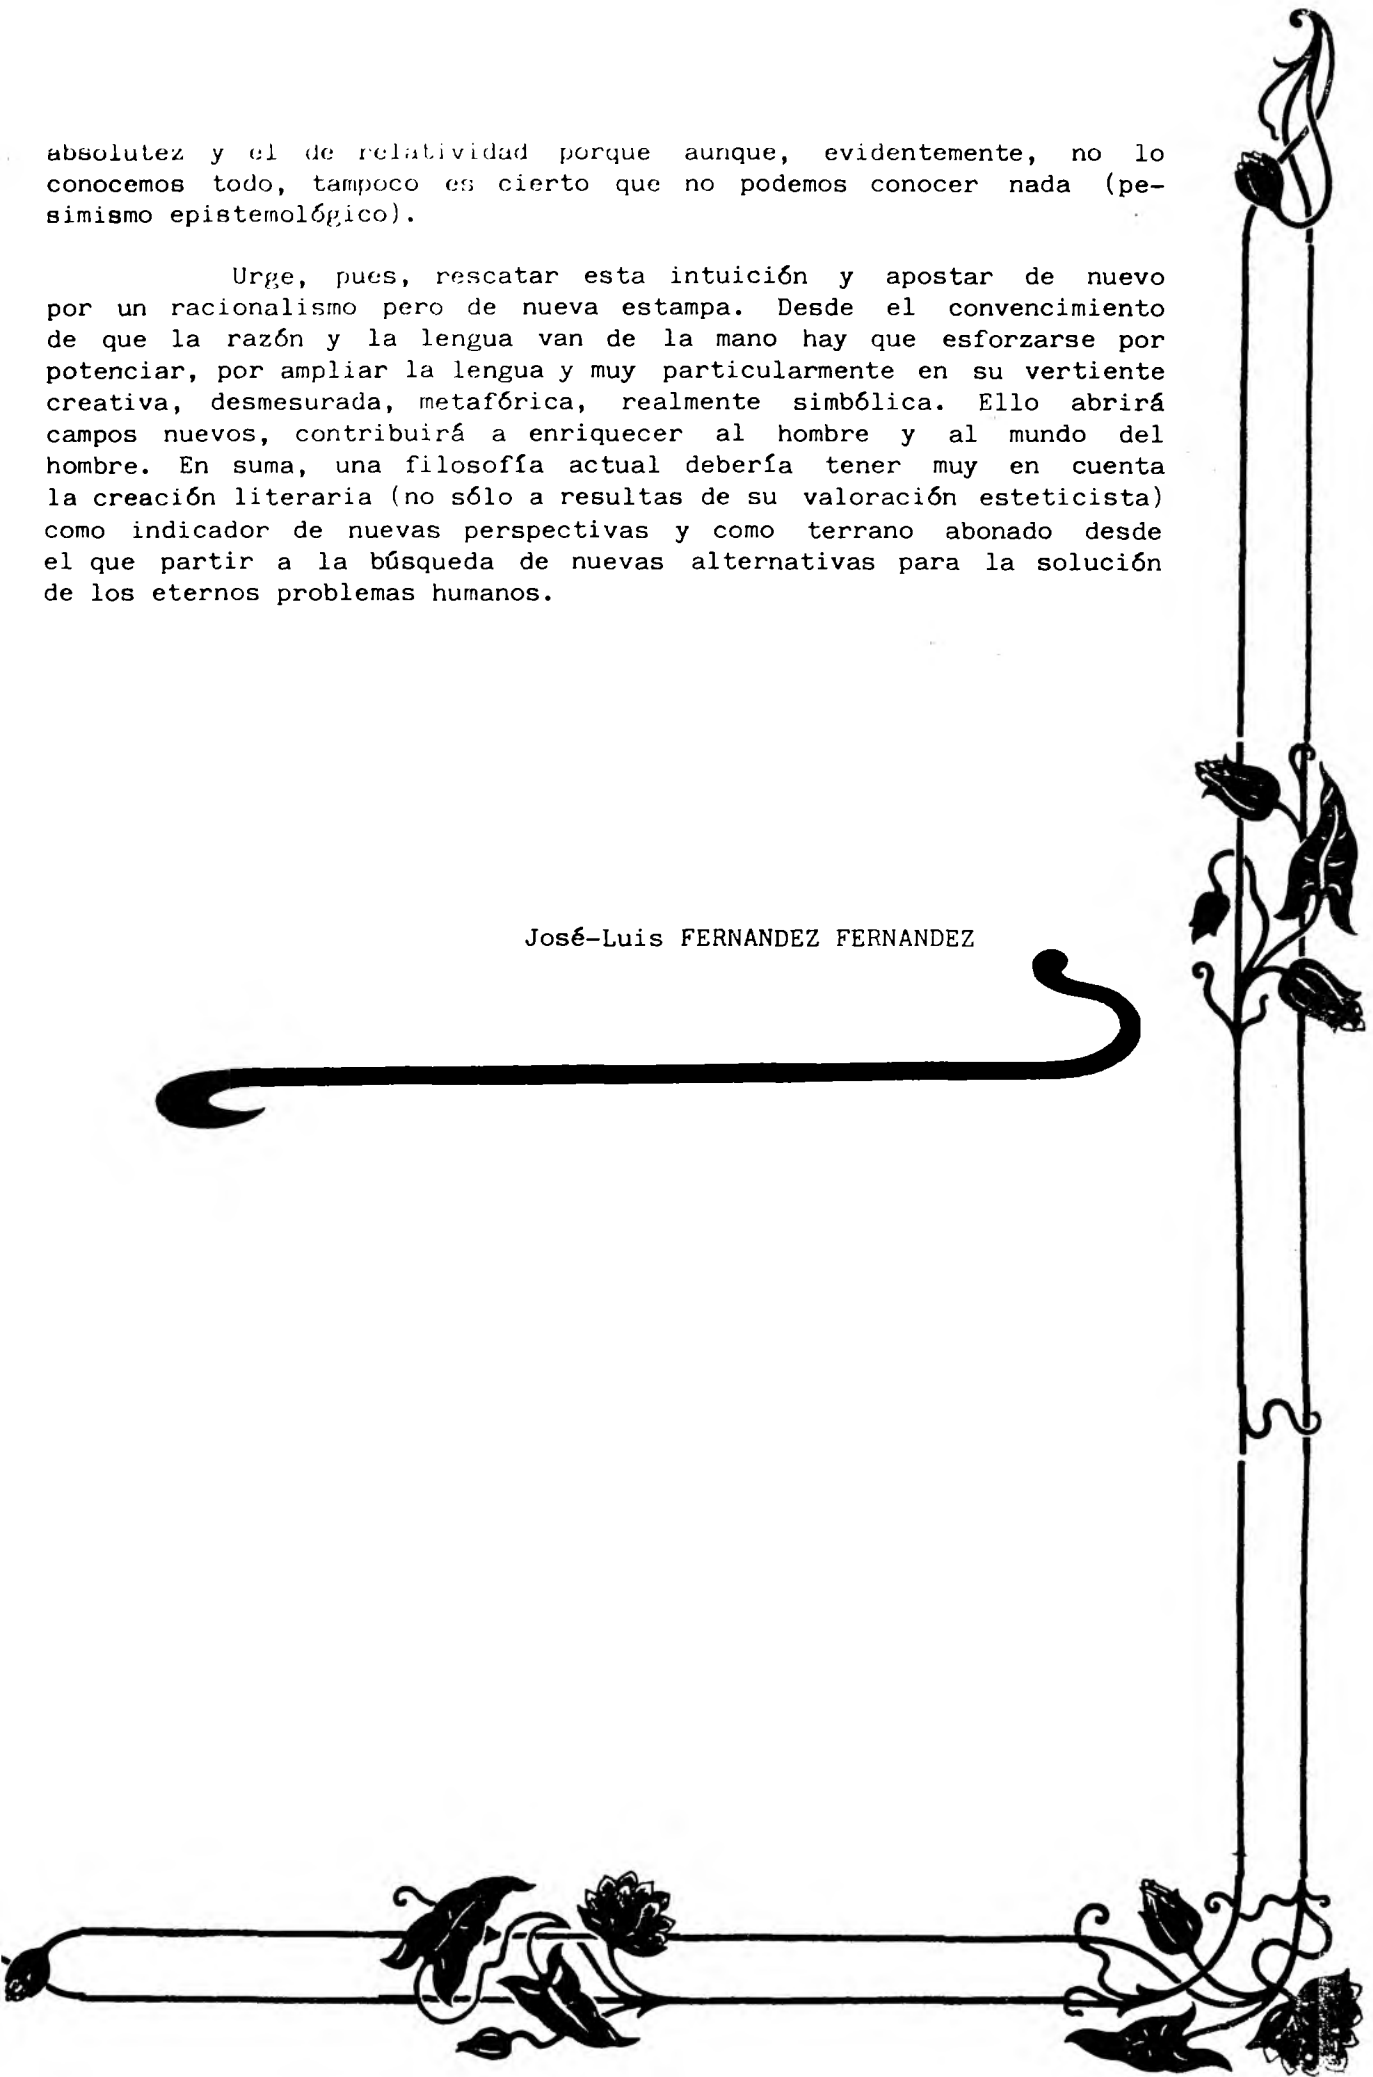 absolutez y el de relatividad porque aunque, evidentemente, no lo
conocemos todo, tampoco es cierto que no podemos conocer nada (pe-
simismo epistemológico).
Urge, pues, rescatar esta intuición y apostar de nuevo
por un racionalismo pero de nueva estampa. Desde el convencimiento
de que la razón y la lengua van de la mano hay que esforzarse por
potenciar, por ampliar la lengua y muy particularmente en su vertiente
creativa, desmesurada, metafórica, realmente simbólica. Ello abrirá
campos nuevos, contribuirá a enriquecer al hombre y al mundo del
hombre. En suma, una filosofía actual debería tener muy en cuenta
la creación literaria (no sólo a resultas de su valoración esteticista)
como indicador de nuevas perspectivas y como terrano abonado desde
el que partir a la búsqueda de nuevas alternativas para la solución
de los eternos problemas humanos.
José-Luis FERNANDEZ FERNANDEZ